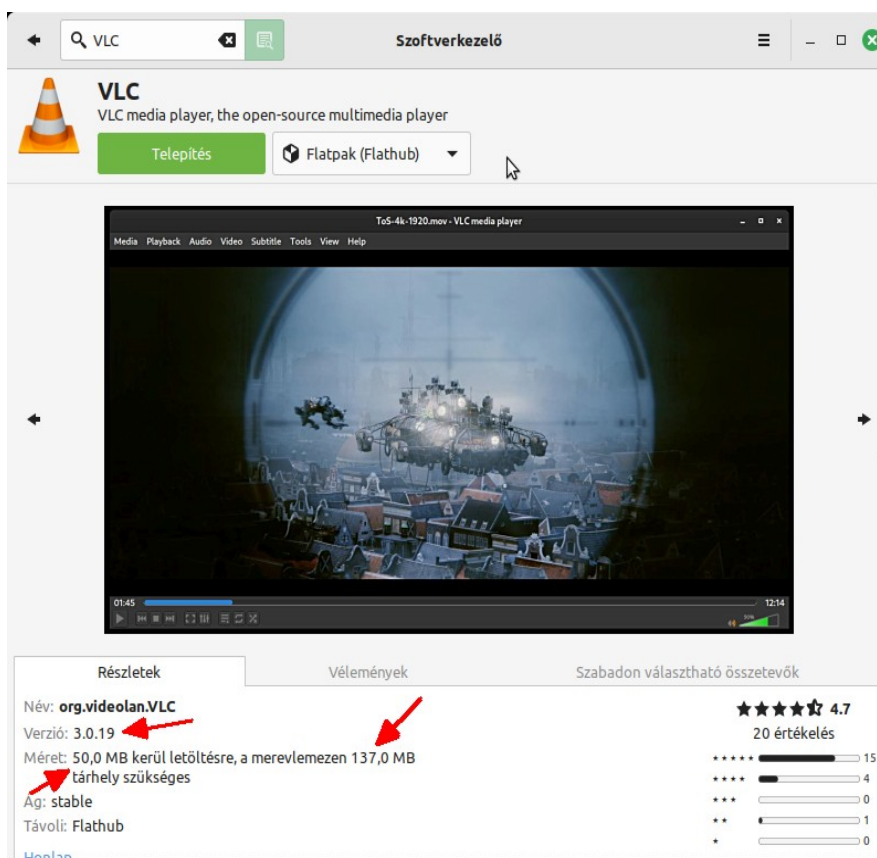 VLC
Szoftverkezelő
VLC
VLC media player, the open-source multimedia player
Telepítés
Flatpak (Flathub)
ToS-4k-1920.mov - VLC media player
Media Playback Audio Video Subtitle Tools View Help
01:45
12:14
Részletek
Vélemények
Szabadon választható összetevők
Név: org.videolan.VLC
Verzió: 3.0.19
Méret: 50,0 MB kerül letöltésre, a merevlemezen 137,0 MB
tárhely szükséges
Ág: stable
Távoli: Flathub
Honlap
4.7
20 értékelés
15
4
0
1
0